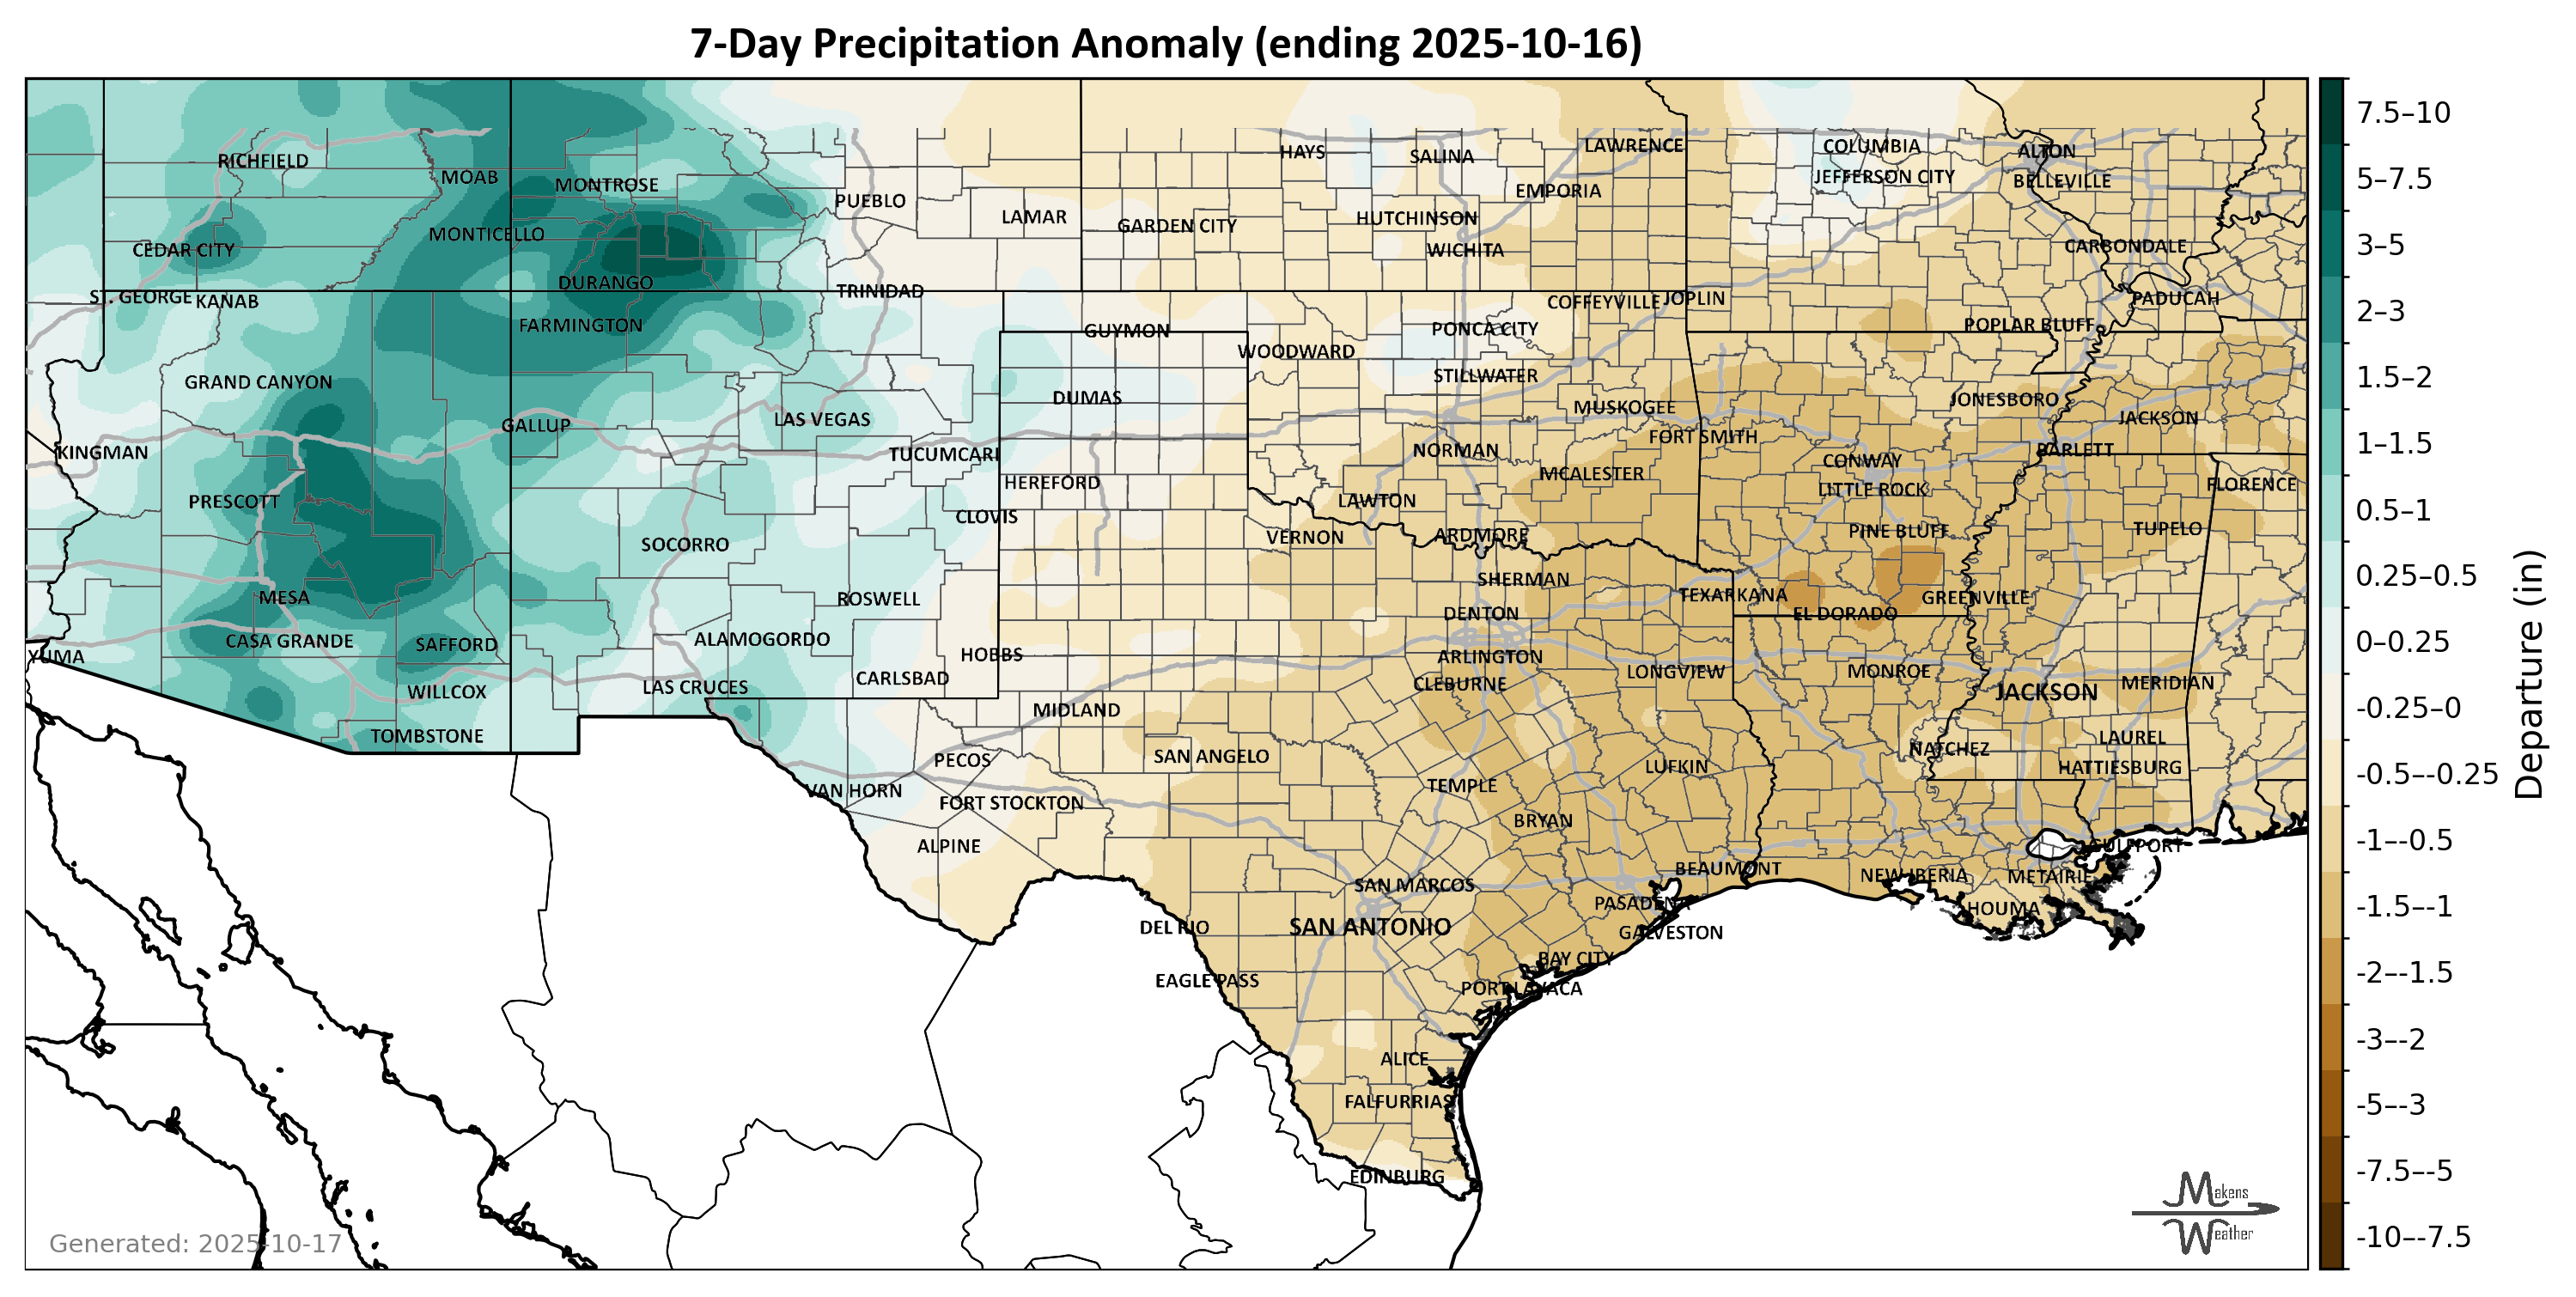 7-Day Precipitation Anomaly (ending 2025-10-16)
RICHFIELD
MOAB
MONTROSE
PUEBLO
LAMAR
HAYS
SALINA
LAWRENCE
COLUMBIA
ALTON
EMPORIA
JEFFERSON CITY
BELLEVILLE
CEDAR CITY
MONTICELLO
GARDEN CITY
HUTCHINSON
WICHITA
CARBONDALE
DURANGO
ST. GEORGE
KANAB
TRINIDAD
COFFEYVILLE
JOPLIN
PADUCAH
FARMINGTON
GUYMON
PONCA CITY
POPLAR BLUFF
WOODWARD
GRAND CANYON
STILLWATER
DUMAS
MUSKOGEE
JONESBORO
GALLUP
LAS VEGAS
FORT SMITH
JACKSON
KINGMAN
TUCUMCARI
NORMAN
CONWAY
BARLETT
PRESCOTT
HEREFORD
MCALESTER
LITTLE ROCK
FLORENCE
CLOVIS
LAWTON
SOCORRO
VERNON
ARDMORE
PINE BLUFF
TUPELO
MESA
ROSWELL
SHERMAN
TEXARKANA
GREENVILLE
CASA GRANDE
SAFFORD
ALAMOGORDO
DENTON
EL DORADO
YUMA
HOBBS
ARLINGTON
WILLCOX
LAS CRUCES
CARLSBAD
CLEBURNE
LONGVIEW
MONROE
JACKSON
MERIDIAN
TOMBSTONE
MIDLAND
PECOS
SAN ANGELO
LUFKIN
NATCHEZ
LAUREL
VAN HORN
FORT STOCKTON
TEMPLE
HATTIESBURG
ALPINE
BRYAN
GULFPORT
SAN MARCOS
BEAUMONT
NEW IBERIA
METAIRIE
DEL RIO
SAN ANTONIO
PASADENA
HOUMA
GALVESTON
EAGLE PASS
BAY CITY
PORT LAVACA
ALICE
FALFURRIAS
EDINBURG
7.5–10
5–7.5
3–5
2–3
1.5–2
1–1.5
0.5–1
0.25–0.5
0–0.25
-0.25–0
-0.5–-0.25
-1–-0.5
-1.5–-1
-2–-1.5
-3–-2
-5–-3
-7.5–-5
-10–-7.5
Departure (in)
Generated: 2025-10-17
Makens
Weather